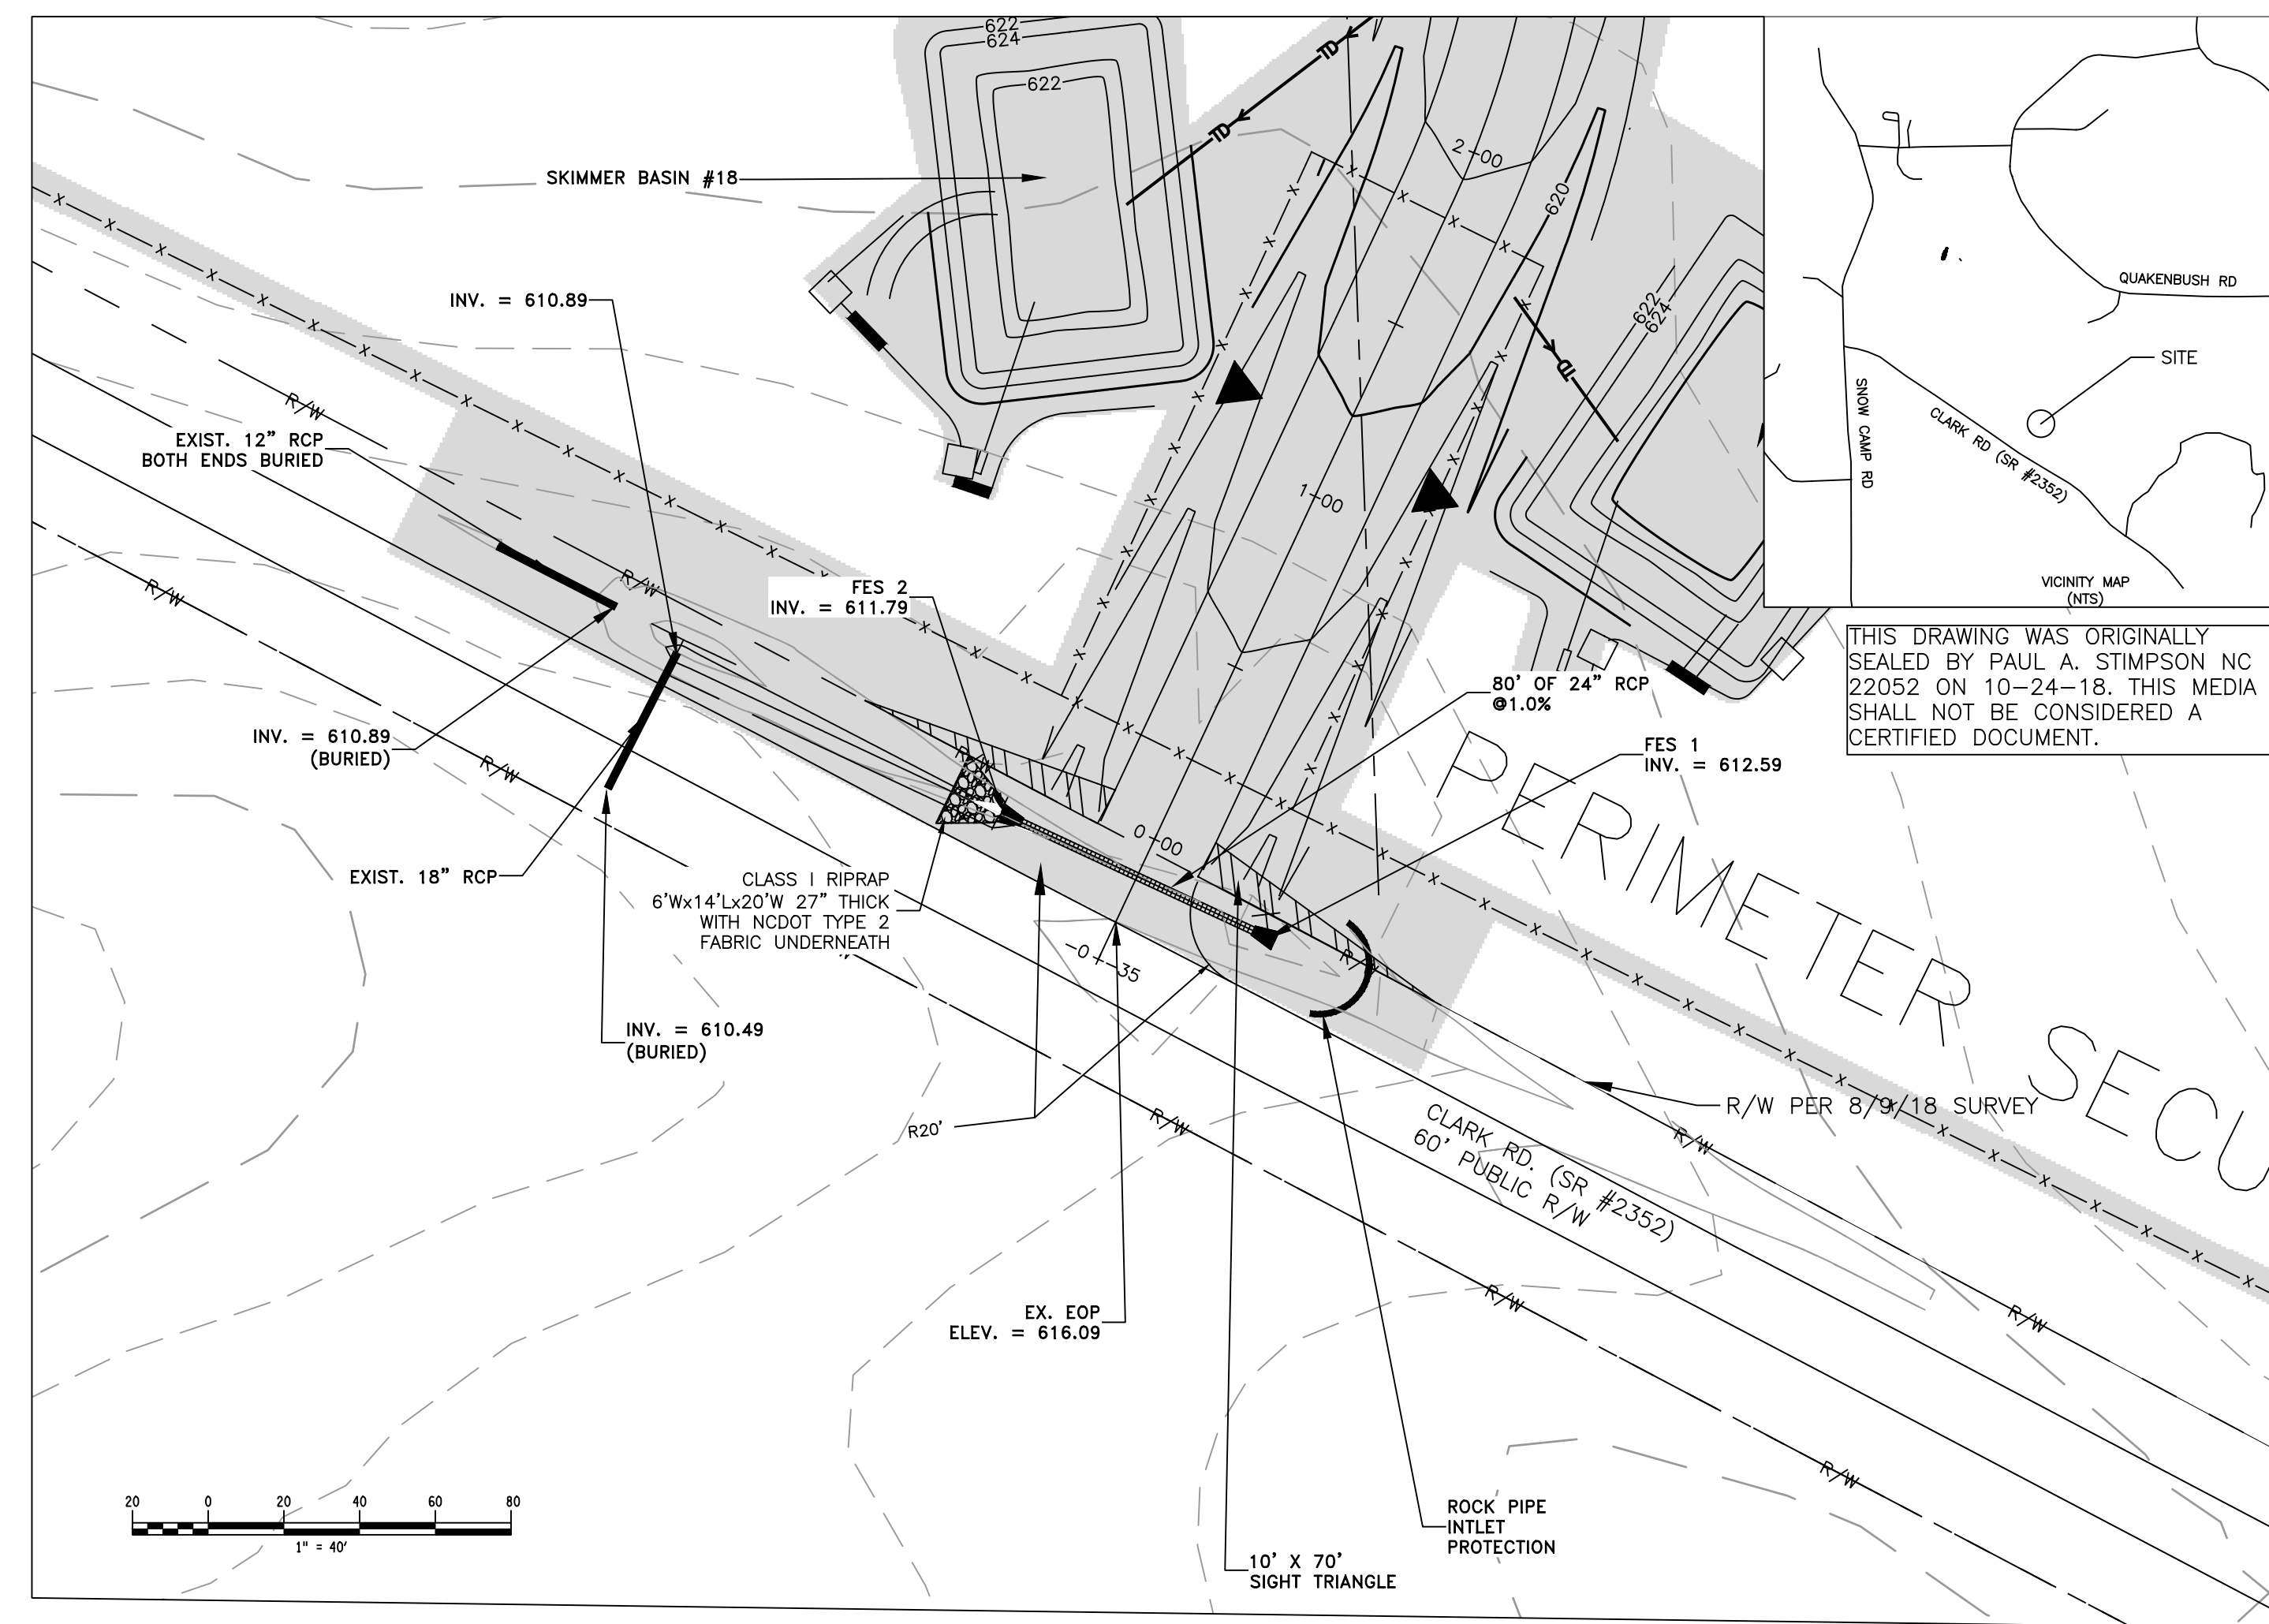 622
624
622
TD
TD
SKIMMER BASIN #18
2+00
620
622
624
TD
INV. = 610.89
R/W
EXIST. 12” RCP
BOTH ENDS BURIED
1+00
R/W
R/W
FES 2
INV. = 611.79
INV. = 610.89
(BURIED)
R/W
R/W
EXIST. 18” RCP
80’ OF 24” RCP
@1.0%
FES 1
INV. = 612.59
0+00
CLASS I RIPRAP
6’Wx14’Lx20’W 27” THICK
WITH NCDOT TYPE 2
FABRIC UNDERNEATH
-0+35
R/W
INV. = 610.49
(BURIED)
R20’
R/W
R/W PER 8/9/18 SURVEY
R/W
CLARK RD. (SR #2352)
60’ PUBLIC R/W
PERIMETER SECU
EX. EOP
ELEV. = 616.09
R/W
R/W
R/W
ROCK PIPE
INTLET
PROTECTION
10’ X 70’
SIGHT TRIANGLE
20 0 20 40 60 80
1" = 40’
QUAKENBUSH RD
SITE
SNOW CAMP RD
CLARK RD (SR #2352)
VICINITY MAP
(NTS)
THIS DRAWING WAS ORIGINALLY
SEALED BY PAUL A. STIMPSON NC
22052 ON 10-24-18. THIS MEDIA
SHALL NOT BE CONSIDERED A
CERTIFIED DOCUMENT.